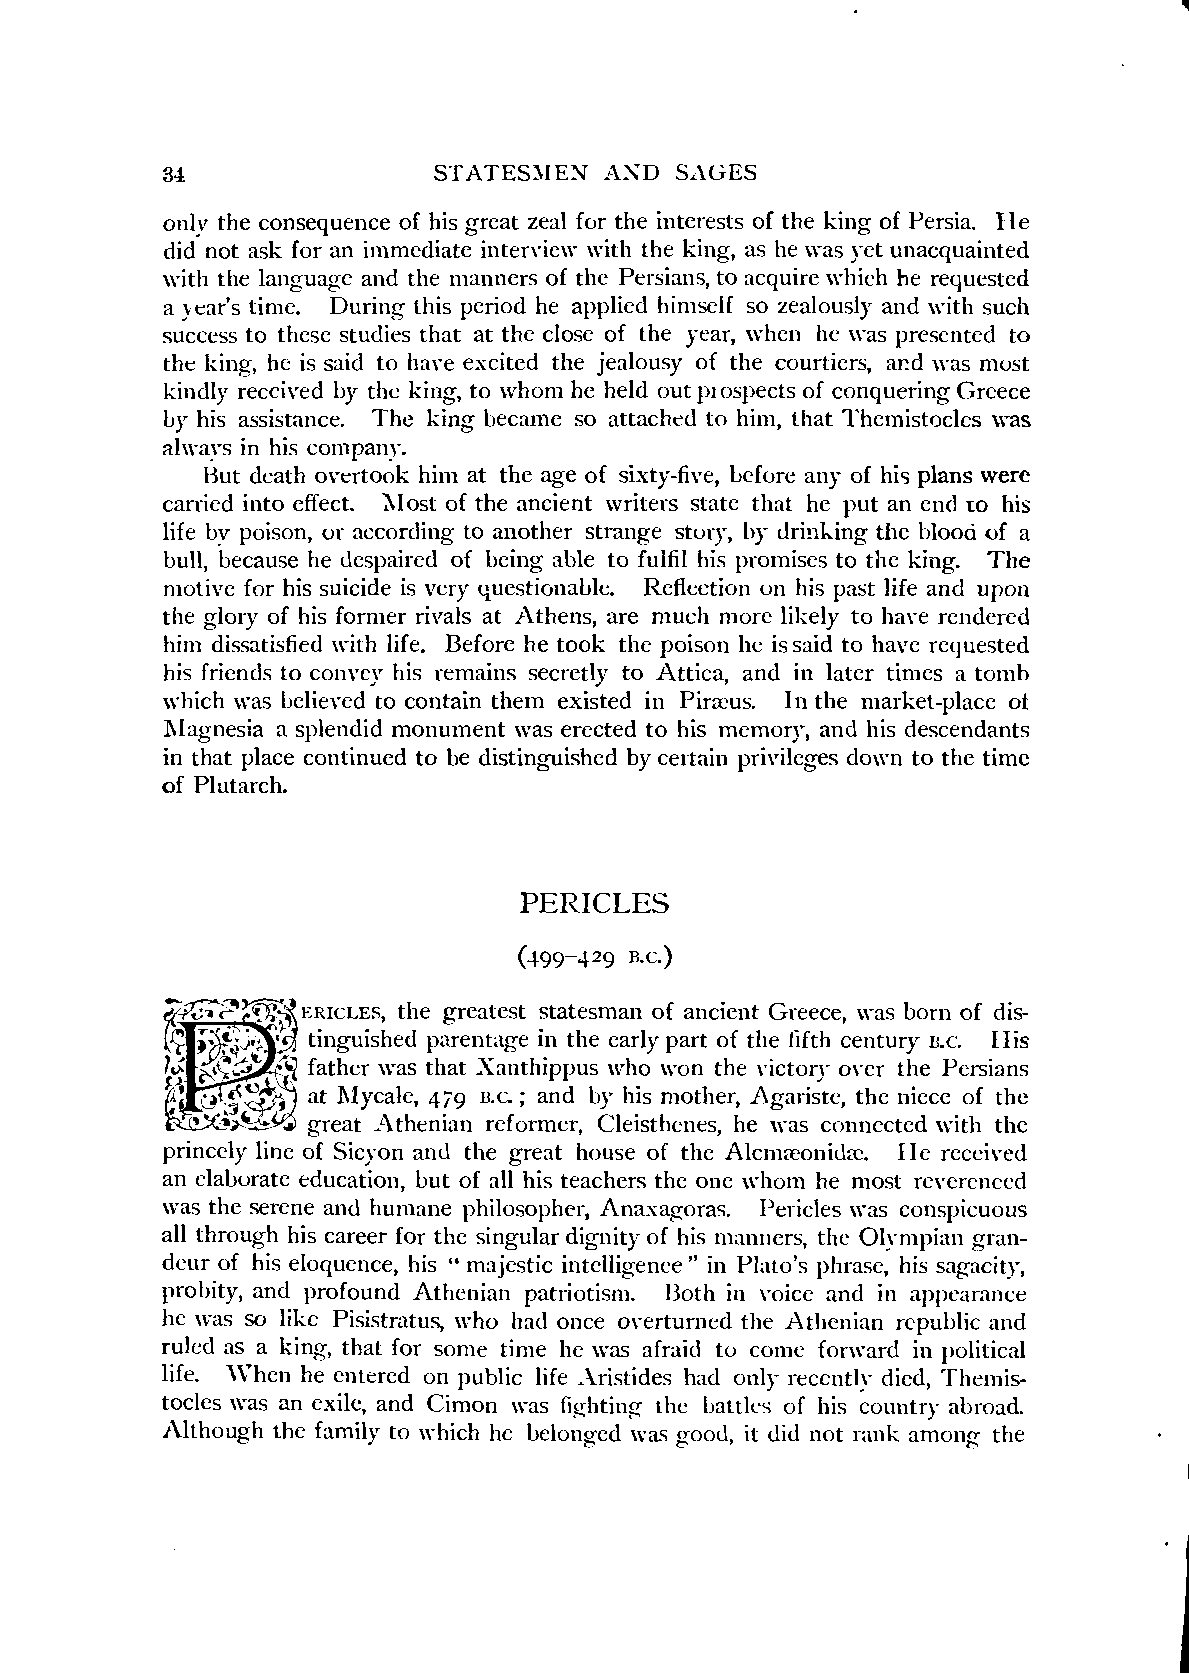 34 STATESMEN AND SAGES
only the consequence of his great zeal for the interests of the king of Persia. He
did not ask for an immediate interview with the king, as he was yet unacquainted
with the language and the manners of the Persians, to acquire which he requested
a year's time. During this period he applied himself so zealously and with such
success to these studies that at the close of the year, when he was presented to
the king, he is said to have excited the jealousy of the courtiers, and was most
kindly received by the king, to whom he held out prospects of conquering Greece
by his assistance. The king became so attached to him, that Themistocles was
always in his company.
But death overtook him at the age of sixty-five, before any of his plans were
carried into effect. Most of the ancient writers state that he put an end to his
life by poison, or according to another strange story, by drinking the blood of a
bull, because he despaired of being able to fulfil his promises to the king. The
motive for his suicide is very questionable. Reflection on his past life and upon
the glory of his former rivals at Athens, are much more likely to have rendered
him dissatisfied with life. Before he took the poison he is said to have requested
his friends to convey his remains secretly to Attica, and in later times a tomb
which was believed to contain them existed in Piræus. In the market-place of
Magnesia a splendid monument was erected to his memory, and his descendants
in that place continued to be distinguished by certain privileges down to the time
of Plutarch.
PERICLES
(499–429 B.C.)
PERICLES, the greatest statesman of ancient Greece, was born of dis-
tinguished parentage in the early part of the fifth century B.C. His
father was that Xanthippus who won the victory over the Persians
at Mycale, 479 B.C.; and by his mother, Agariste, the niece of the
great Athenian reformer, Cleisthenes, he was connected with the
princely line of Sicyon and the great house of the Alcmæonidæ. He received
an elaborate education, but of all his teachers the one whom he most reverenced
was the serene and humane philosopher, Anaxagoras. Pericles was conspicuous
all through his career for the singular dignity of his manners, the Olympian gran-
deur of his eloquence, his "majestic intelligence" in Plato's phrase, his sagacity,
probity, and profound Athenian patriotism. Both in voice and in appearance
he was so like Pisistratus, who had once overturned the Athenian republic and
ruled as a king, that for some time he was afraid to come forward in political
life. When he entered on public life Aristides had only recently died, Themis-
tocles was an exile, and Cimon was fighting the battles of his country abroad.
Although the family to which he belonged was good, it did not rank among the